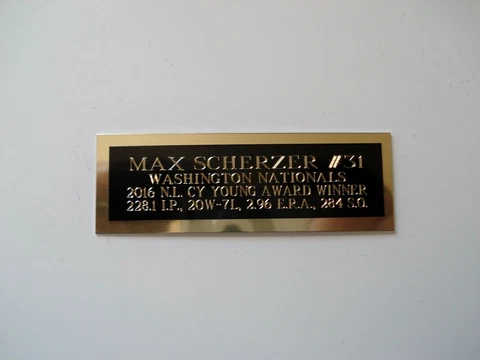 MAX SCHERZER #31
WASHINGTON NATIONALS
2016 N.L. CY YOUNG AWARD WINNER
228.1 I.P., 20W-7L, 2.96 E.R.A., 284 S.O.